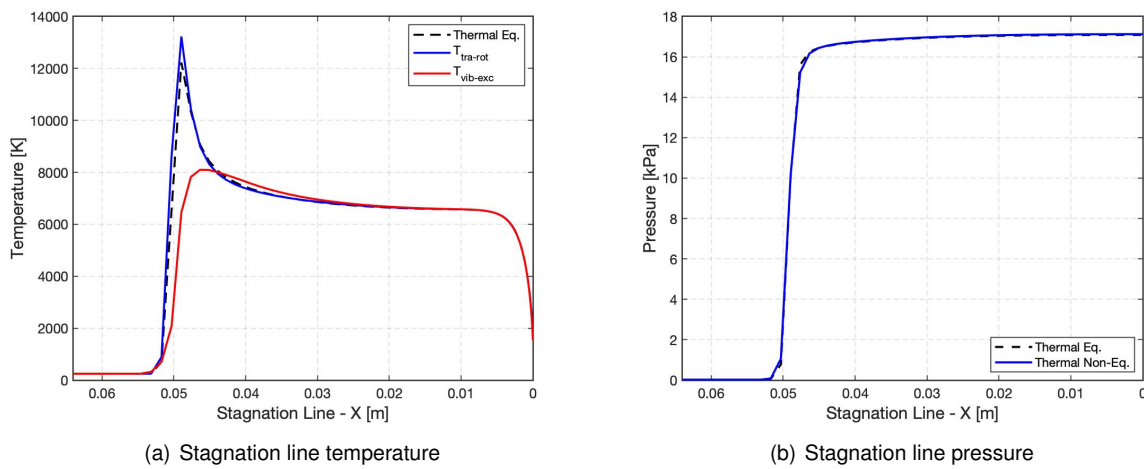 14000
12000
10000
8000
6000
4000
2000
0
Temperature [K]
0.06 0.05 0.04 0.03 0.02 0.01 0
Stagnation Line - X [m]
Thermal Eq.
T_tra-rot
T_vib-exc
(a) Stagnation line temperature
18
16
14
12
10
8
6
4
2
0
Pressure [kPa]
0.06 0.05 0.04 0.03 0.02 0.01 0
Stagnation Line - X [m]
Thermal Eq.
Thermal Non-Eq.
(b) Stagnation line pressure